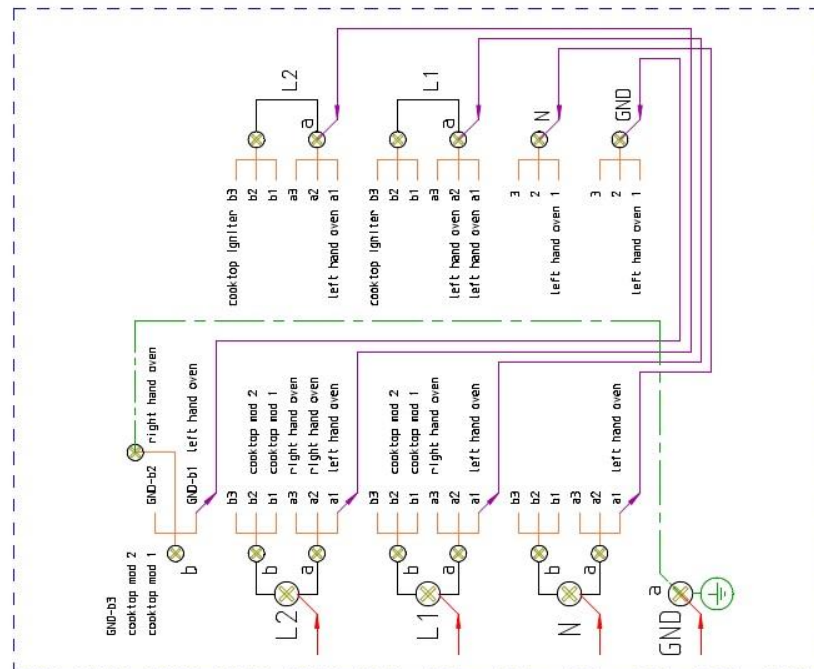 L2
a
cooktop igniter b3
b2
b1
a3
a2
left hand oven a1
L1
a
cooktop igniter b3
b2
b1
a3
left hand oven a2
left hand oven a1
N
3
2
left hand oven 1
GND
3
2
left hand oven 1
GND-b3
cooktop mod 2
cooktop mod 1
GND-b2 right hand oven
GND-b1 left hand oven
b
b3
b2 cooktop mod 2
b1 cooktop mod 1
a3 right hand oven
a2 right hand oven
a1 left hand oven
b
a
L2
b3
b2 cooktop mod 2
b1 cooktop mod 1
a3 right hand oven
a2
a1 left hand oven
b
a
L1
b3
b2
b1
a3
a2
a1 left hand oven
b
a
N
a
GND